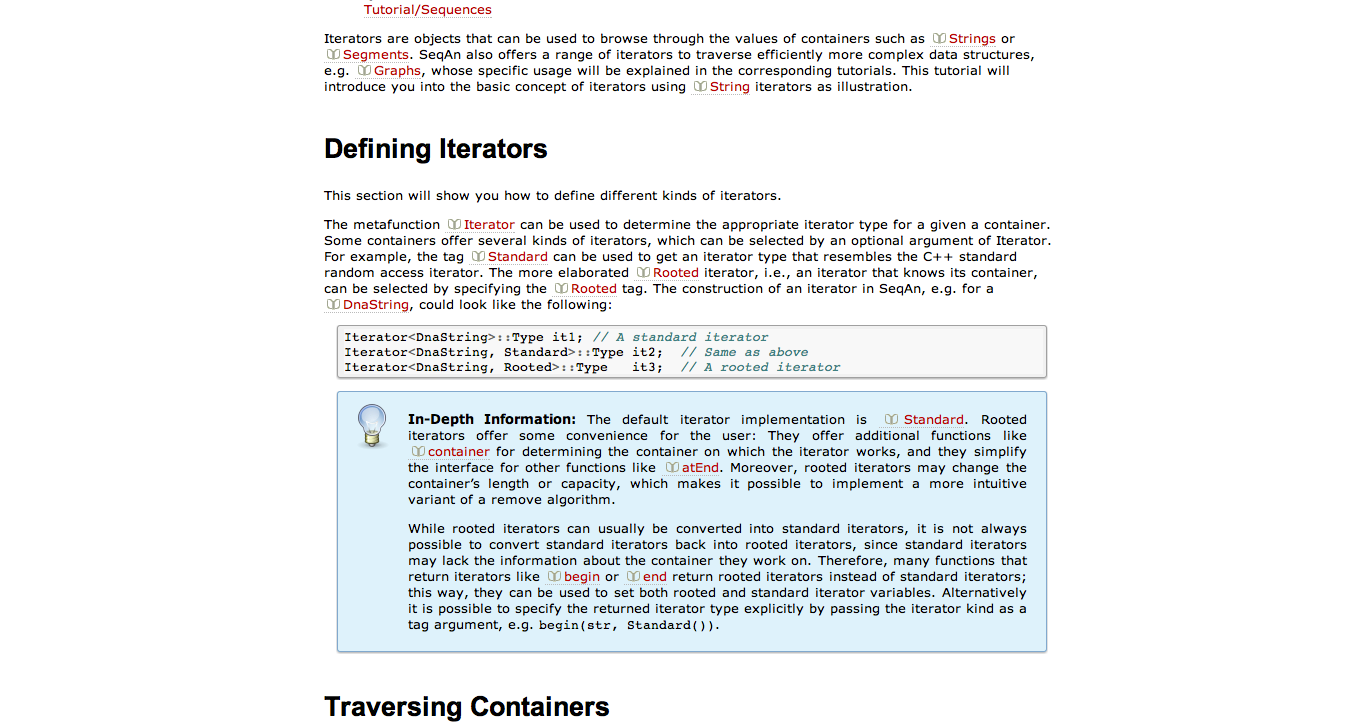 Tutorial/Sequences
Iterators are objects that can be used to browse through the values of containers such as Strings or
Segments. SeqAn also offers a range of iterators to traverse efficiently more complex data structures,
e.g. Graphs, whose specific usage will be explained in the corresponding tutorials. This tutorial will
introduce you into the basic concept of iterators using String iterators as illustration.
Defining Iterators
This section will show you how to define different kinds of iterators.
The metafunction Iterator can be used to determine the appropriate iterator type for a given a container.
Some containers offer several kinds of iterators, which can be selected by an optional argument of Iterator.
For example, the tag Standard can be used to get an iterator type that resembles the C++ standard
random access iterator. The more elaborated Rooted iterator, i.e., an iterator that knows its container,
can be selected by specifying the Rooted tag. The construction of an iterator in SeqAn, e.g. for a
DnaString, could look like the following:
Iterator<DnaString>::Type it1; // A standard iterator
Iterator<DnaString, Standard>::Type it2;  // Same as above
Iterator<DnaString, Rooted>::Type   it3;  // A rooted iterator
In-Depth Information: The default iterator implementation is Standard. Rooted
iterators offer some convenience for the user: They offer additional functions like
container for determining the container on which the iterator works, and they simplify
the interface for other functions like atEnd. Moreover, rooted iterators may change the
container's length or capacity, which makes it possible to implement a more intuitive
variant of a remove algorithm.
While rooted iterators can usually be converted into standard iterators, it is not always
possible to convert standard iterators back into rooted iterators, since standard iterators
may lack the information about the container they work on. Therefore, many functions that
return iterators like begin or end return rooted iterators instead of standard iterators;
this way, they can be used to set both rooted and standard iterator variables. Alternatively
it is possible to specify the returned iterator type explicitly by passing the iterator kind as a
tag argument, e.g. begin(str, Standard()).
Traversing Containers